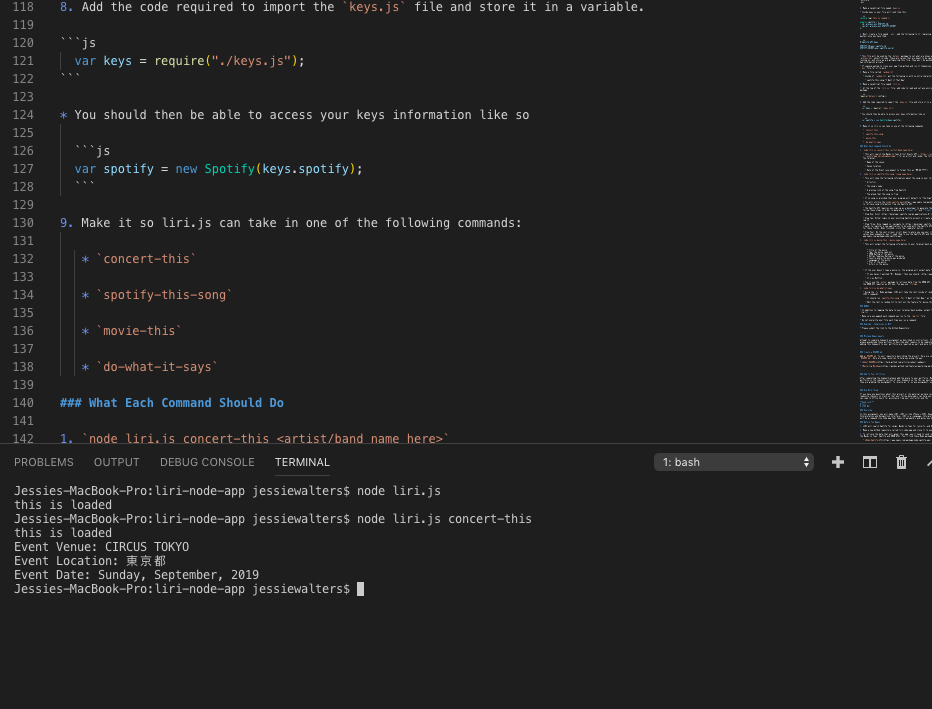 118 8. Add the code required to import the `keys.js` file and store it in a variable.
119
120 ```js
121 var keys = require("./keys.js");
122 ```
123
124 * You should then be able to access your keys information like so
125
126 ```js
127 var spotify = new Spotify(keys.spotify);
128 ```
129
130 9. Make it so liri.js can take in one of the following commands:
131
132 * `concert-this`
133
134 * `spotify-this-song`
135
136 * `movie-this`
137
138 * `do-what-it-says`
139
140 ### What Each Command Should Do
141
142 1. `node liri.js concert-this <artist/band name here>`
PROBLEMS OUTPUT DEBUG CONSOLE TERMINAL 1: bash
Jessies-MacBook-Pro:liri-node-app jessiewalters$ node liri.js
this is loaded
Jessies-MacBook-Pro:liri-node-app jessiewalters$ node liri.js concert-this
this is loaded
Event Venue: CIRCUS TOKYO
Event Location: 東京都
Event Date: Sunday, September, 2019
Jessies-MacBook-Pro:liri-node-app jessiewalters$